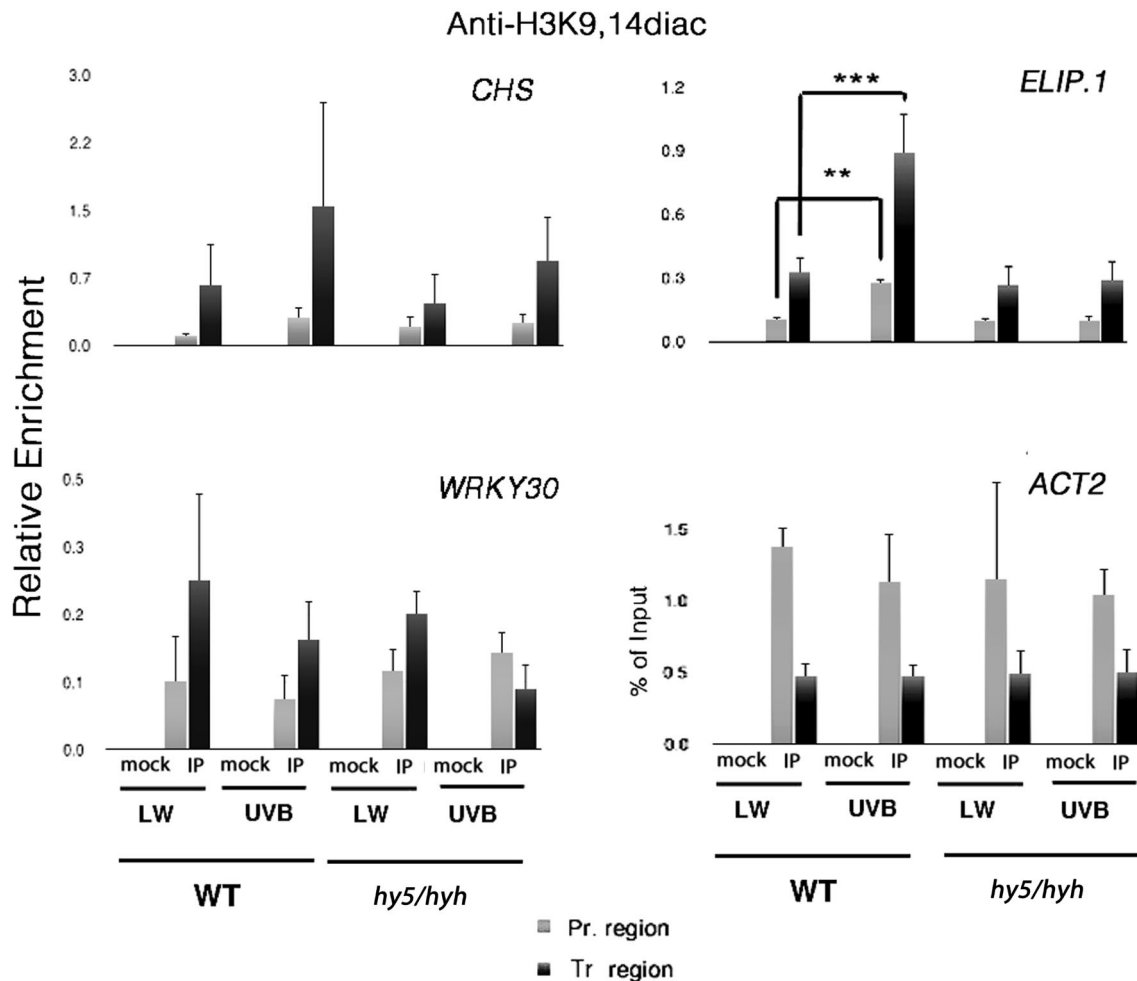 Anti-H3K9,14diac
Relative Enrichment
CHS
3.0
2.2
1.5
0.7
0.0
ELIP.1
1.2
0.9
0.6
0.3
0.0
***
**
WRKY30
0.5
0.3
0.2
0.1
0.0
mock IP mock IP mock IP mock IP
LW UVB LW UVB
WT hy5/hyh
ACT2
% of Input
1.5
1.0
0.5
0.0
mock IP mock IP mock IP mock IP
LW UVB LW UVB
WT hy5/hyh
Pr. region
Tr region